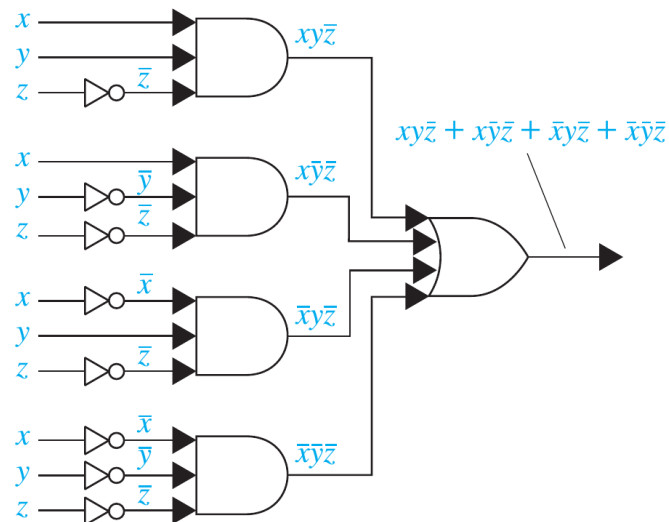 x
xyz̄
y
z z̄
xyz̄ + xȳz̄ + x̄yz̄ + x̄ȳz̄
x
y ȳ xȳz̄
z z̄
x x̄
y x̄yz̄
z z̄
x x̄
y ȳ x̄ȳz̄
z z̄